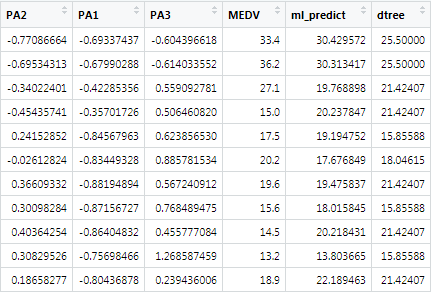 PA2 PA1 PA3 MEDV ml_predict dtree
-0.77086664 -0.69337437 -0.604396618 33.4 30.429572 25.50000
-0.69534313 -0.67990288 -0.614033552 36.2 30.313417 25.50000
-0.34022401 -0.42285356 0.559092781 27.1 19.768898 21.42407
-0.45435741 -0.35701726 0.506460820 15.0 20.237847 21.42407
0.24152852 -0.84567963 0.623856530 17.5 19.194752 15.85588
-0.02612824 -0.83449328 0.885781534 20.2 17.676849 18.04615
0.36609332 -0.88194894 0.567240912 19.6 19.475837 21.42407
0.30098284 -0.87156727 0.768489475 15.6 18.015845 15.85588
0.40364254 -0.86404832 0.455777084 14.5 20.218431 21.42407
0.30829526 -0.75698466 1.268587459 13.2 13.803665 15.85588
0.18658277 -0.80436878 0.239436006 18.9 22.189463 21.42407